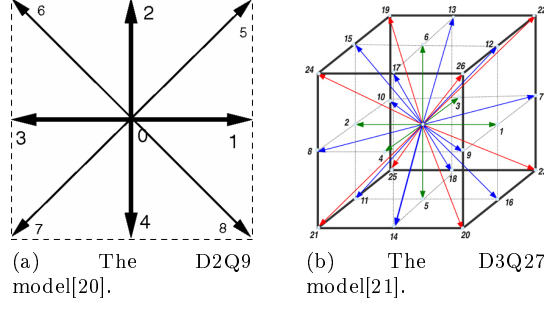 6 2 5
3 0 1
7 4 8
19 13 22
15 6 12
24 17 26
10 3 7
2 1
8 4 9
25 18 23
11 5 16
21 14 20
(a) The D2Q9
model[20].
(b) The D3Q27
model[21].